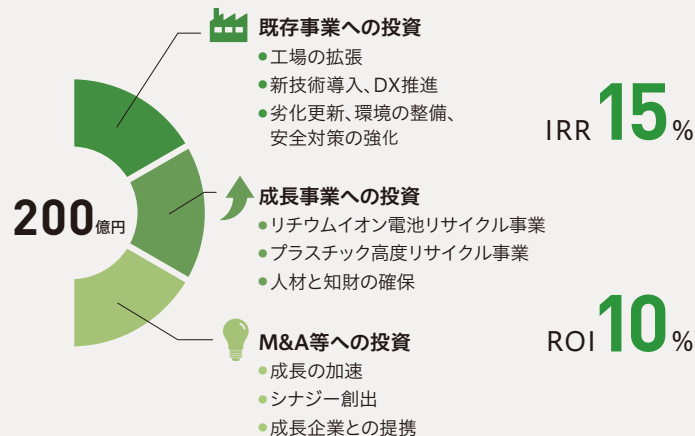 200億円
既存事業への投資
●工場の拡張
●新技術導入、DX推進
●劣化更新、環境の整備、
安全対策の強化
成長事業への投資
●リチウムイオン電池リサイクル事業
●プラスチック高度リサイクル事業
●人材と知財の確保
M&A等への投資
●成長の加速
●シナジー創出
●成長企業との提携
IRR 15%
ROI 10%